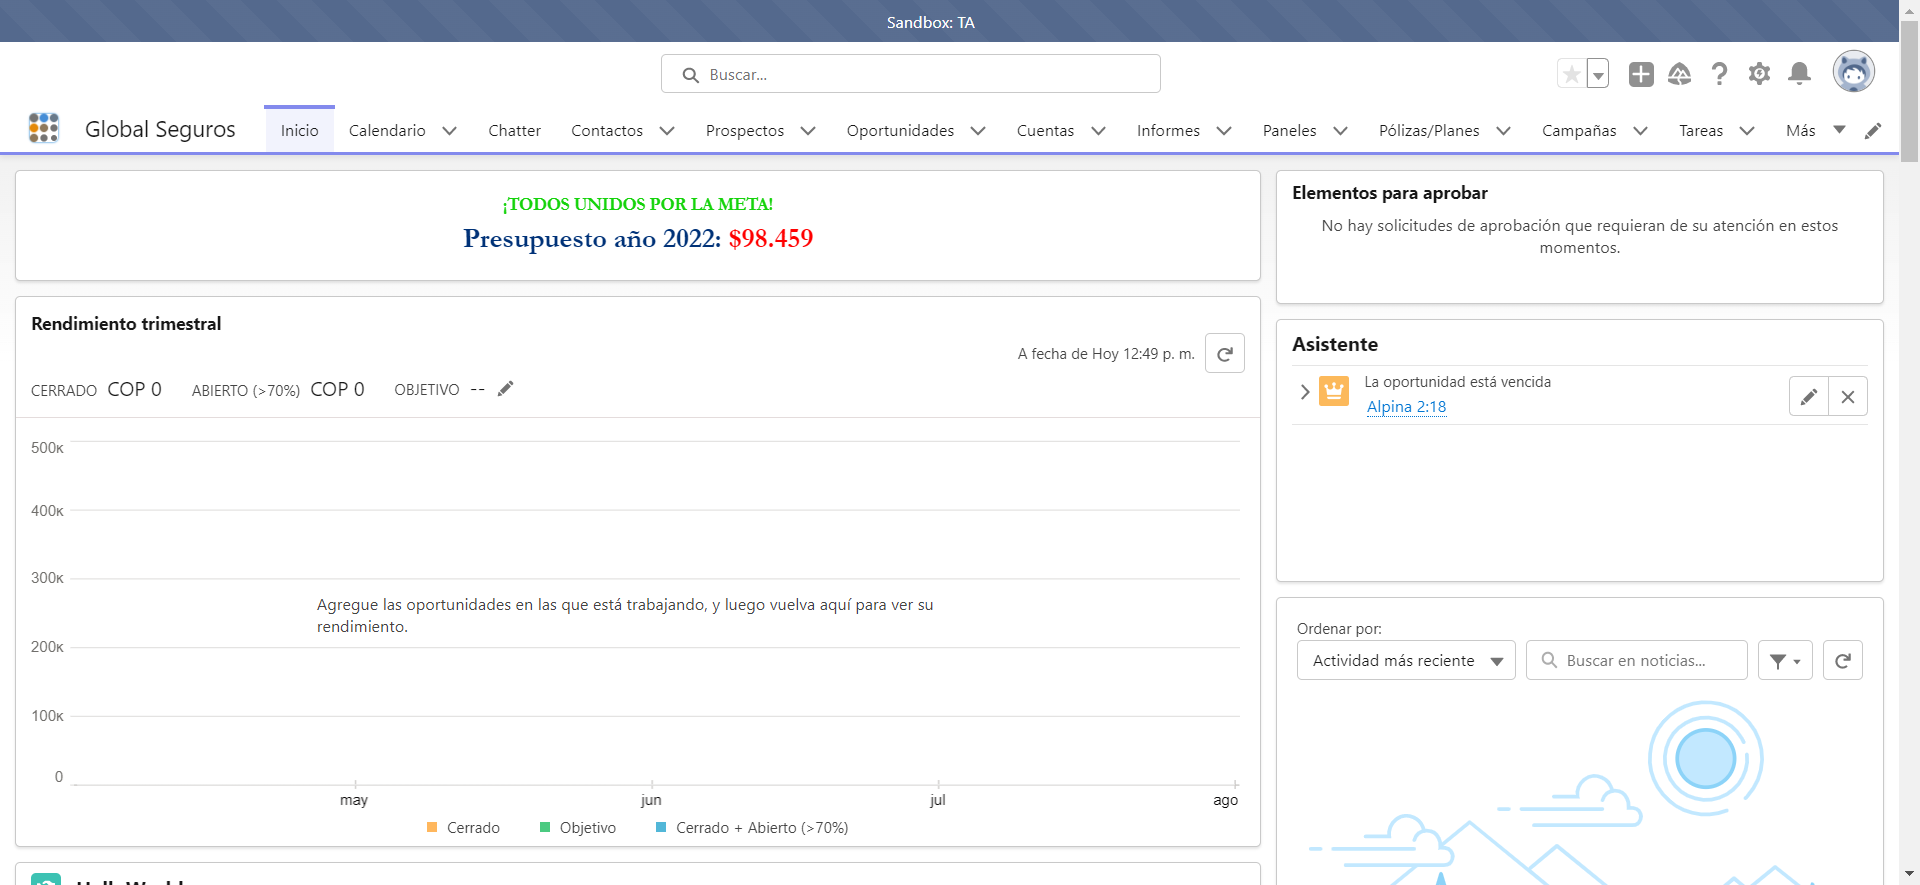 Sandbox: TA
Buscar...
Global Seguros
Inicio
Calendario
Chatter
Contactos
Prospectos
Oportunidades
Cuentas
Informes
Paneles
Pólizas/Planes
Campañas
Tareas
Más
¡TODOS UNIDOS POR LA META!
Presupuesto año 2022: $98.459
Rendimiento trimestral
A fecha de Hoy 12:49 p. m.
CERRADO COP 0 ABIERTO (>70%) COP 0 OBJETIVO --
500K
400K
300K
Agregue las oportunidades en las que está trabajando, y luego vuelva aquí para ver su
rendimiento.
200K
100K
0
may
jun
jul
ago
Cerrado
Objetivo
Cerrado + Abierto (>70%)
Elementos para aprobar
No hay solicitudes de aprobación que requieran de su atención en estos
momentos.
Asistente
La oportunidad está vencida
Alpina 2:18
Ordenar por:
Actividad más reciente
Buscar en noticias...